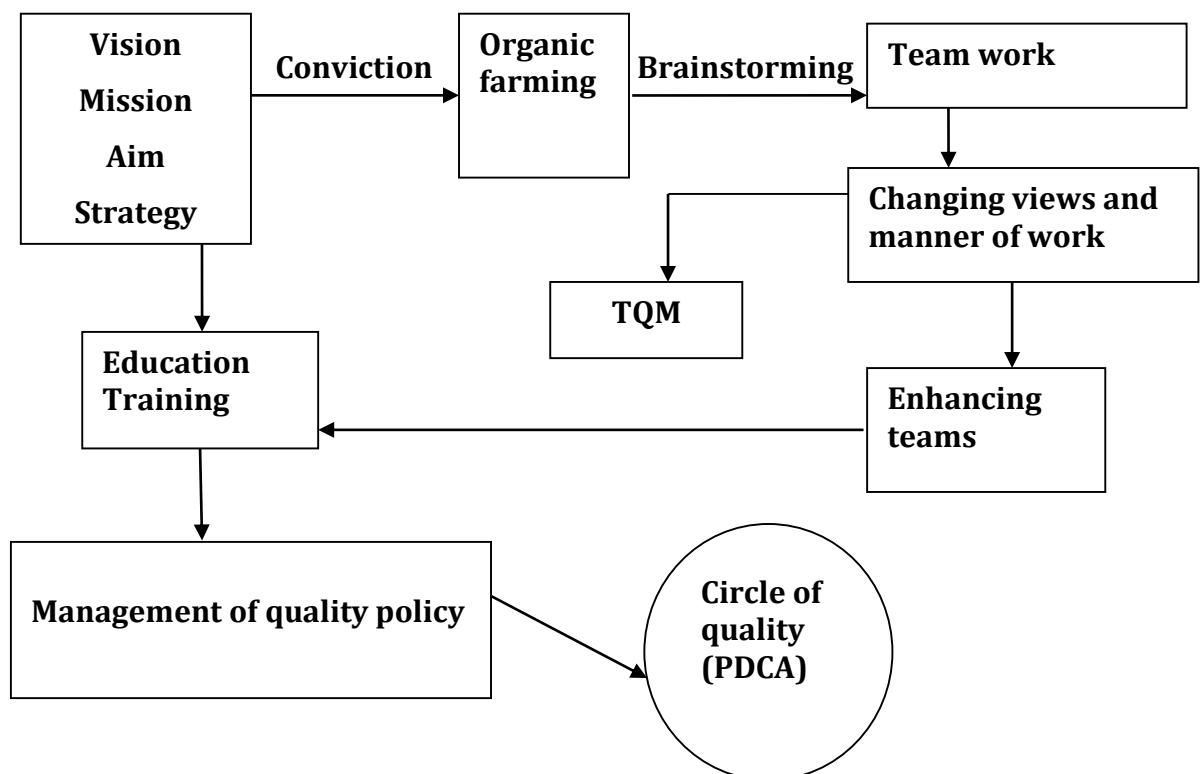 Vision
Mission
Aim
Strategy
Conviction
Organic
farming
Brainstorming
Team work
Changing views and
manner of work
TQM
Education
Training
Enhancing
teams
Management of quality policy
Circle of
quality
(PDCA)